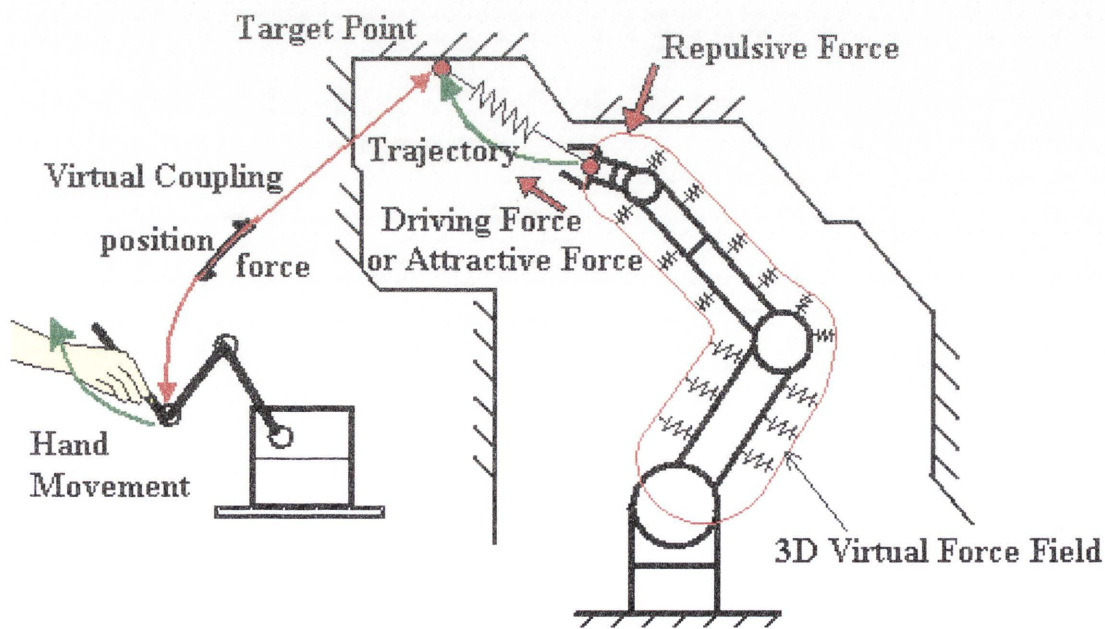 Target Point
Repulsive Force
Trajectory
Virtual Coupling
position
force
Driving Force
or Attractive Force
Hand
Movement
3D Virtual Force Field